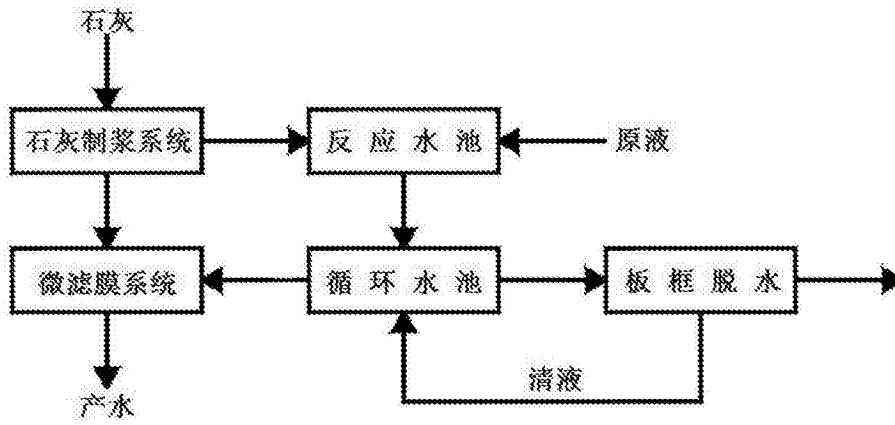 石灰
石灰制浆系统
反应水池
原液
微滤膜系统
循环水池
板框脱水
清液
产水